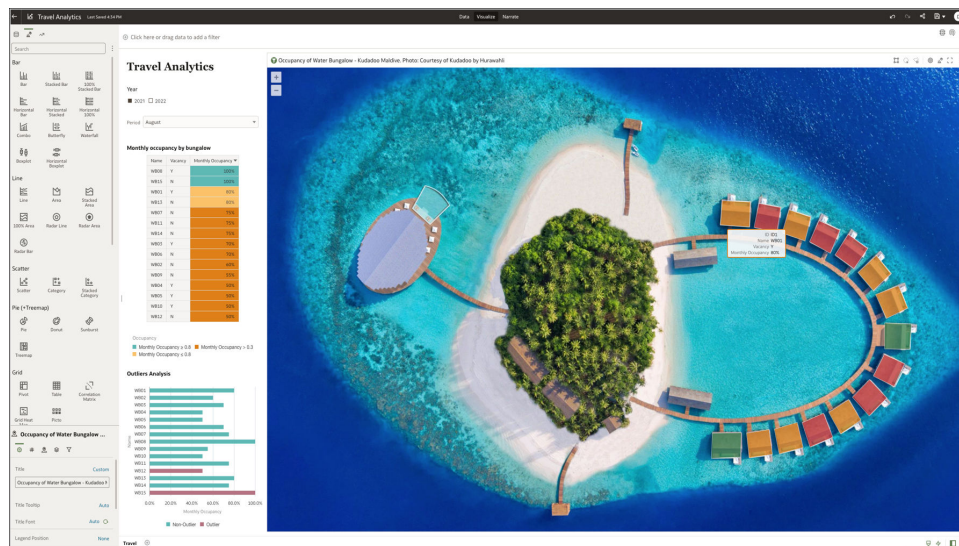 Travel Analytics Last Saved 4:54 PM
Data Visualize Narrate
Search
Click here or drag data to add a filter
Bar
Bar Stacked Bar 100% Stacked Bar
Horizontal Bar Horizontal Stacked Horizontal 100%
Combo Butterfly Waterfall
Boxplot Horizontal Boxplot
Line
Line Area Stacked Area
100% Area Radar Line Radar Area
Radar Bar
Scatter
Scatter Category Stacked Category
Pie (+Treemap)
Pie Donut Sunburst
Treemap
Grid
Pivot Table Correlation Matrix
Grid Heat Picto
Occupancy of Water Bungalow ...
Title Custom
Occupancy of Water Bungalow - Kudadoo
Title Tooltip Auto
Title Font Auto
Legend Position None
Travel Analytics
Year
2021 2022
Period August
Monthly occupancy by bungalow
Name Vacancy Monthly Occupancy
WB08 Y 100%
WB15 N 100%
WB01 Y 80%
WB13 N 80%
WB07 N 75%
WB11 N 75%
WB14 N 75%
WB03 Y 70%
WB06 N 70%
WB02 N 60%
WB09 N 55%
WB04 Y 50%
WB05 Y 50%
WB10 Y 50%
WB12 N 50%
Occupancy
Monthly Occupancy ≤ 0.8 Monthly Occupancy > 0.3
Monthly Occupancy ≤ 0.8
Outliers Analysis
WB01
WB02
WB03
WB04
WB05
WB06
WB07
WB08
WB09
WB10
WB11
WB12
WB13
WB14
WB15
Name
0.0% 20.0% 40.0% 60.0% 80.0% 100.0%
Monthly Occupancy
Non-Outlier Outlier
Occupancy of Water Bungalow - Kudadoo Maldive. Photo: Courtesy of Kudadoo by Hurawahli
ID ID1
Name WB01
Vacancy Y
Monthly Occupancy 80%
Travel